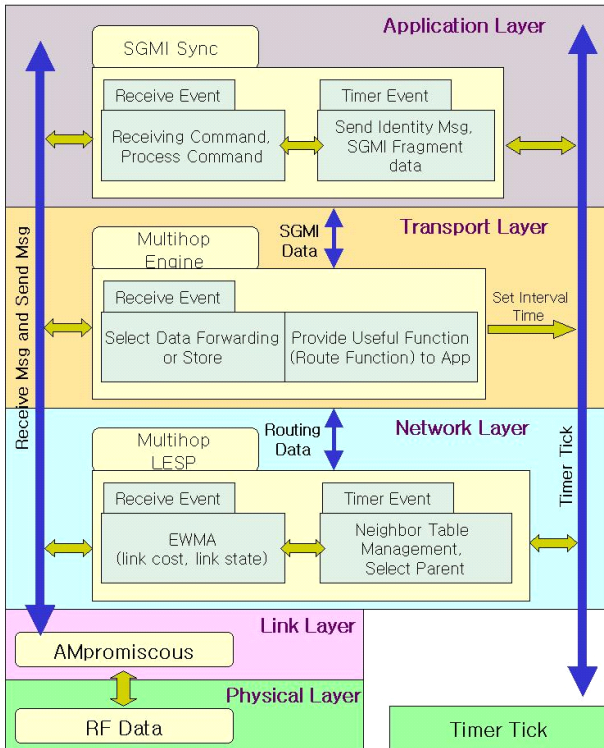 Application Layer
SGMI Sync
Receive Event
Timer Event
Receiving Command,
Process Command
Send Identity Msg,
SGMI Fragment
data
Receive Msg and Send Msg
SGMI
Data
Transport Layer
Multihop
Engine
Receive Event
Select Data Forwarding
or Store
Provide Useful Function
(Route Function) to App
Set Interval
Time
Routing
Data
Network Layer
Multihop
LESP
Receive Event
Timer Event
EWMA
(link cost, link state)
Neighbor Table
Management,
Select Parent
Timer Tick
Link Layer
AMpromiscous
Physical Layer
RF Data
Timer Tick